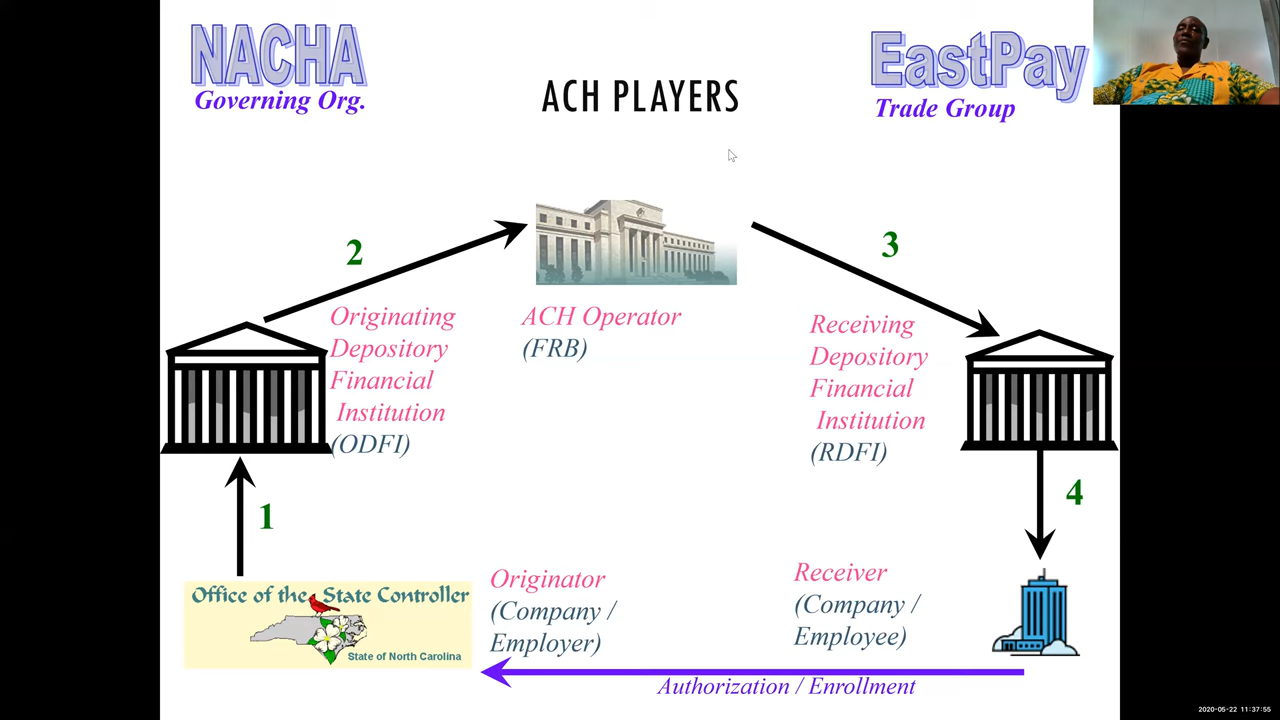 NACHA
Governing Org.
ACH PLAYERS
EastPay
Trade Group
2
3
Originating
Depository
Financial
Institution
(ODFI)
ACH Operator
(FRB)
Receiving
Depository
Financial
Institution
(RDFI)
1
4
Office of the State Controller
State of North Carolina
Originator
(Company /
Employer)
Receiver
(Company /
Employee)
Authorization / Enrollment
2020-05-22 11:37:55